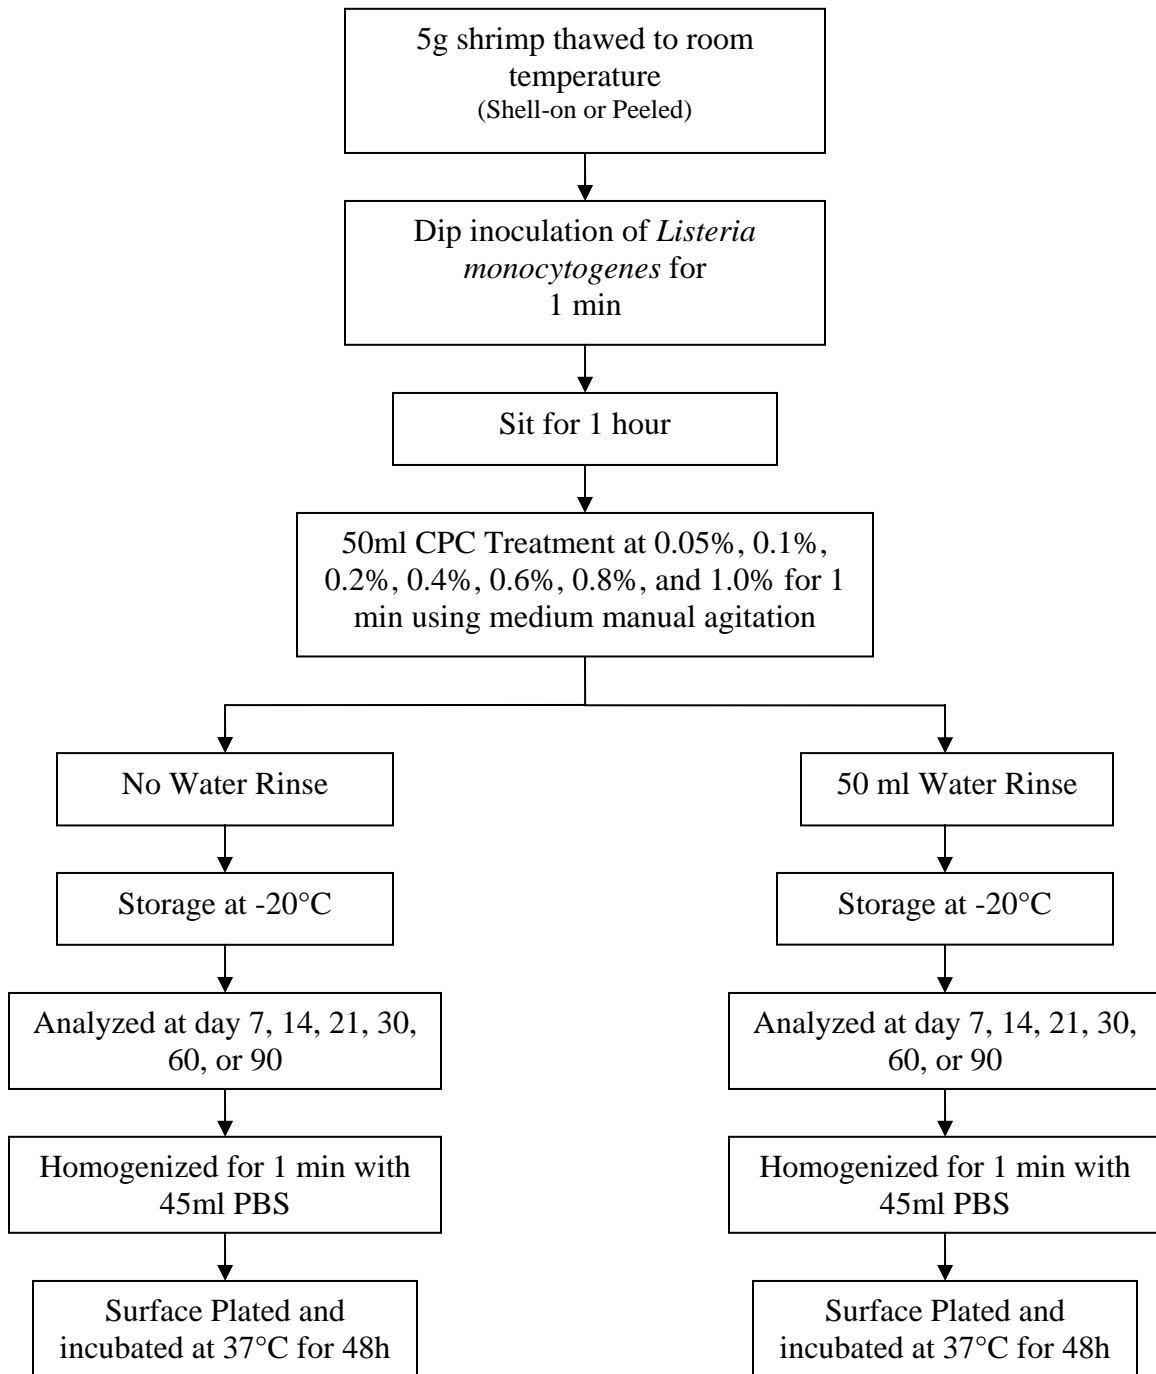 5g shrimp thawed to room
temperature
(Shell-on or Peeled)
Dip inoculation of Listeria
monocytogenes for
1 min
Sit for 1 hour
50ml CPC Treatment at 0.05%, 0.1%,
0.2%, 0.4%, 0.6%, 0.8%, and 1.0% for 1
min using medium manual agitation
No Water Rinse
Storage at -20°C
Analyzed at day 7, 14, 21, 30,
60, or 90
Homogenized for 1 min with
45ml PBS
Surface Plated and
incubated at 37°C for 48h
50 ml Water Rinse
Storage at -20°C
Analyzed at day 7, 14, 21, 30,
60, or 90
Homogenized for 1 min with
45ml PBS
Surface Plated and
incubated at 37°C for 48h